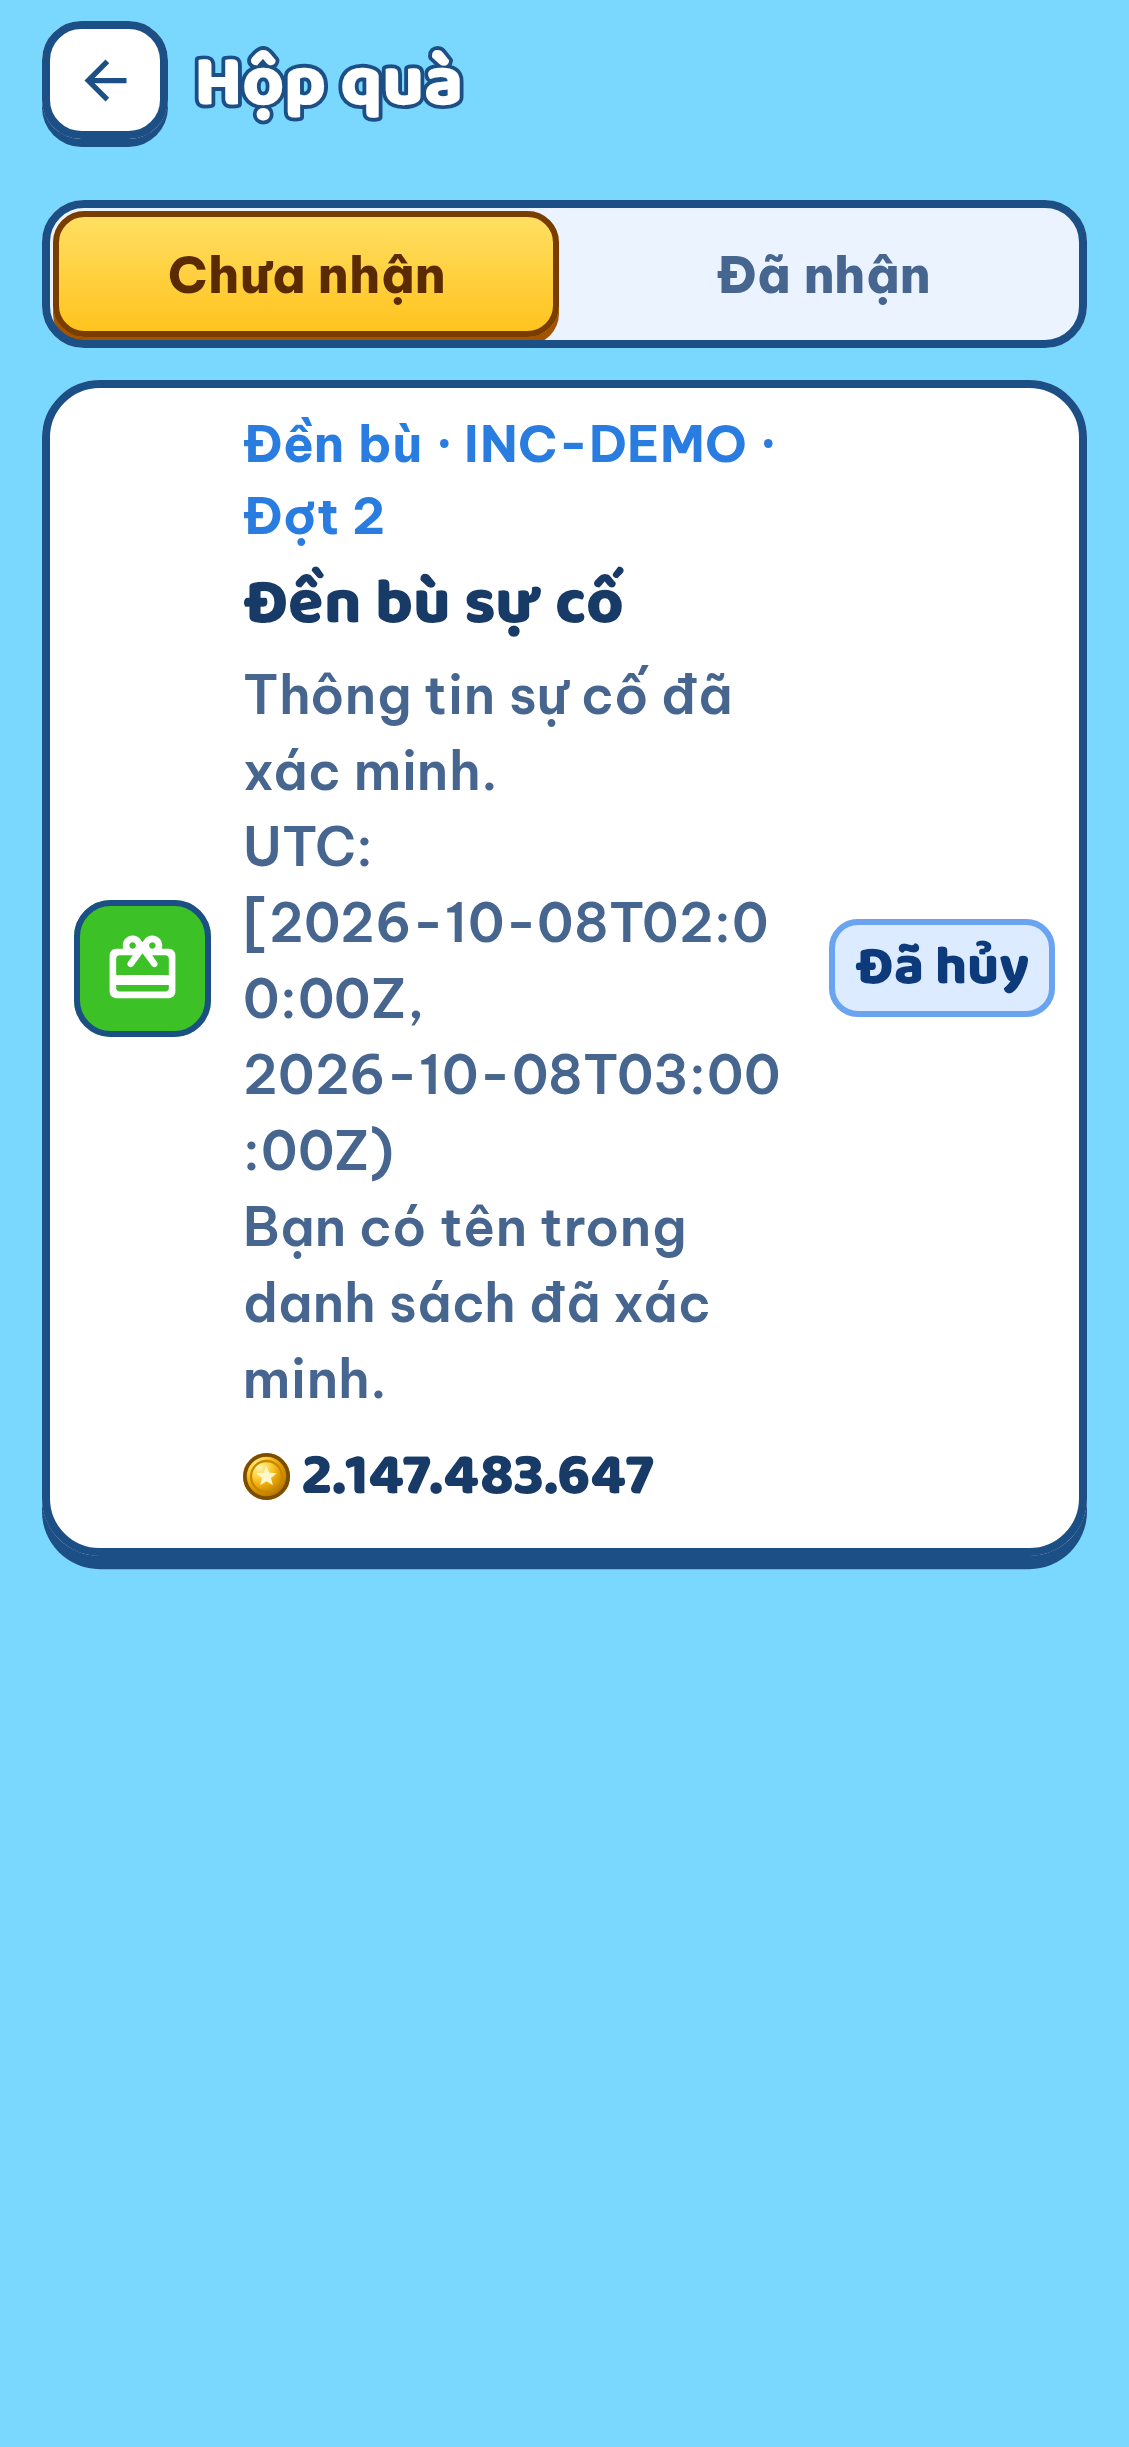 Hộp quà
Chưa nhận
Đã nhận
Đền bù · INC-DEMO ·
Đợt 2
Đền bù sự cố
Thông tin sự cố đã
xác minh.
UTC:
[2026-10-08T02:0
0:00Z,
2026-10-08T03:00
:00Z)
Bạn có tên trong
danh sách đã xác
minh.
2.147.483.647
Đã hủy